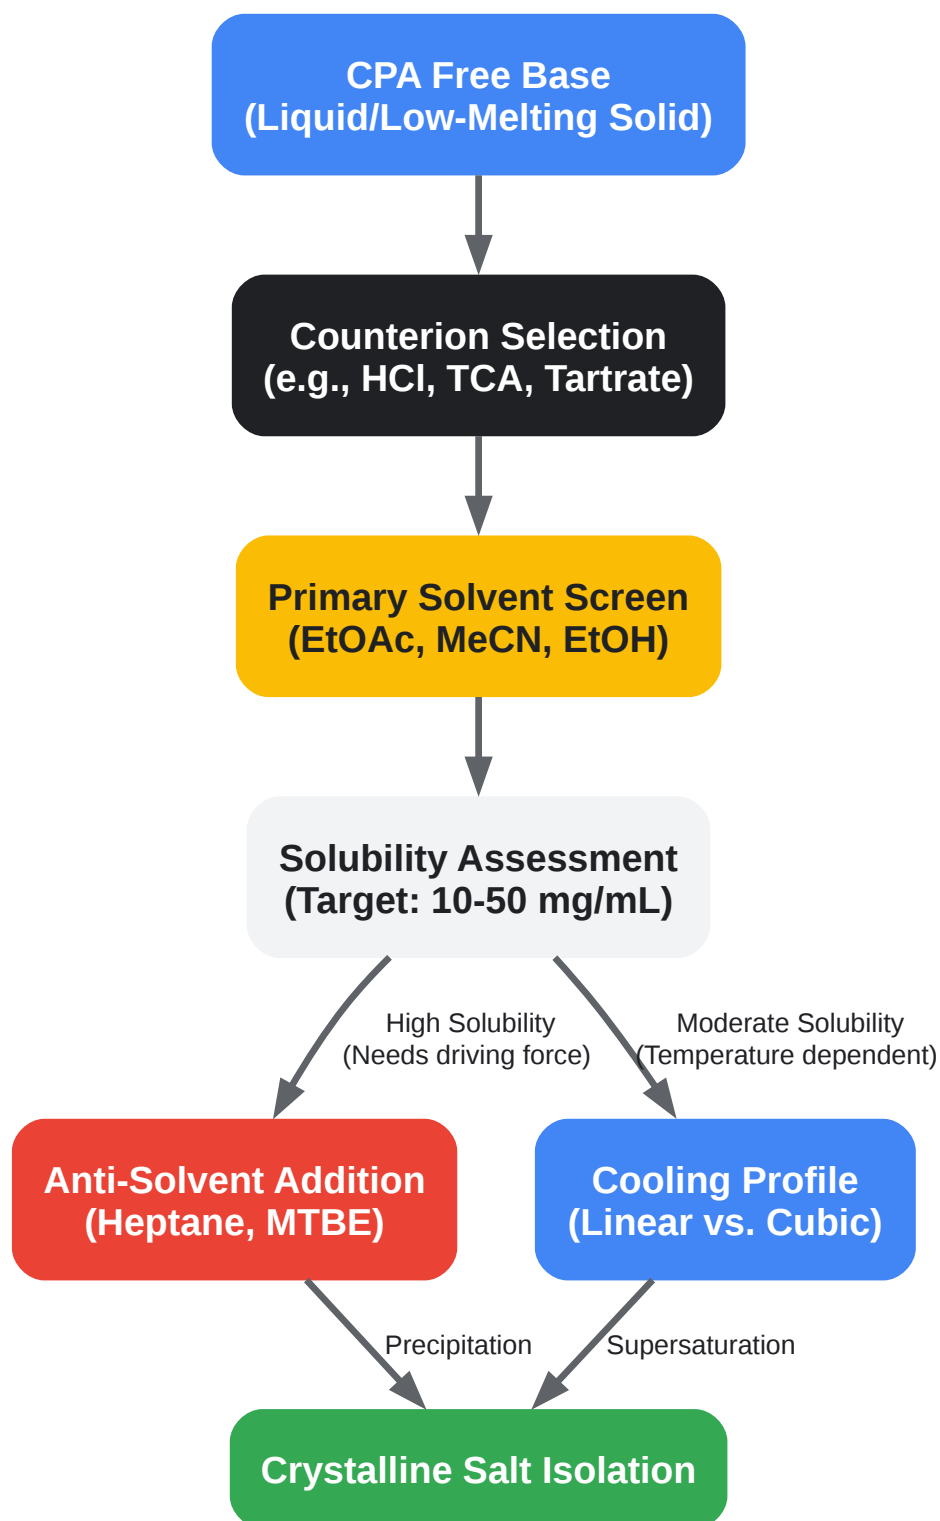 CPA Free Base
(Liquid/Low-Melting Solid)
Counterion Selection
(e.g., HCl, TCA, Tartrate)
Primary Solvent Screen
(EtOAc, MeCN, EtOH)
Solubility Assessment
(Target: 10-50 mg/mL)
High Solubility
(Needs driving force)
Moderate Solubility
(Temperature dependent)
Anti-Solvent Addition
(Heptane, MTBE)
Cooling Profile
(Linear vs. Cubic)
Precipitation
Supersaturation
Crystalline Salt Isolation